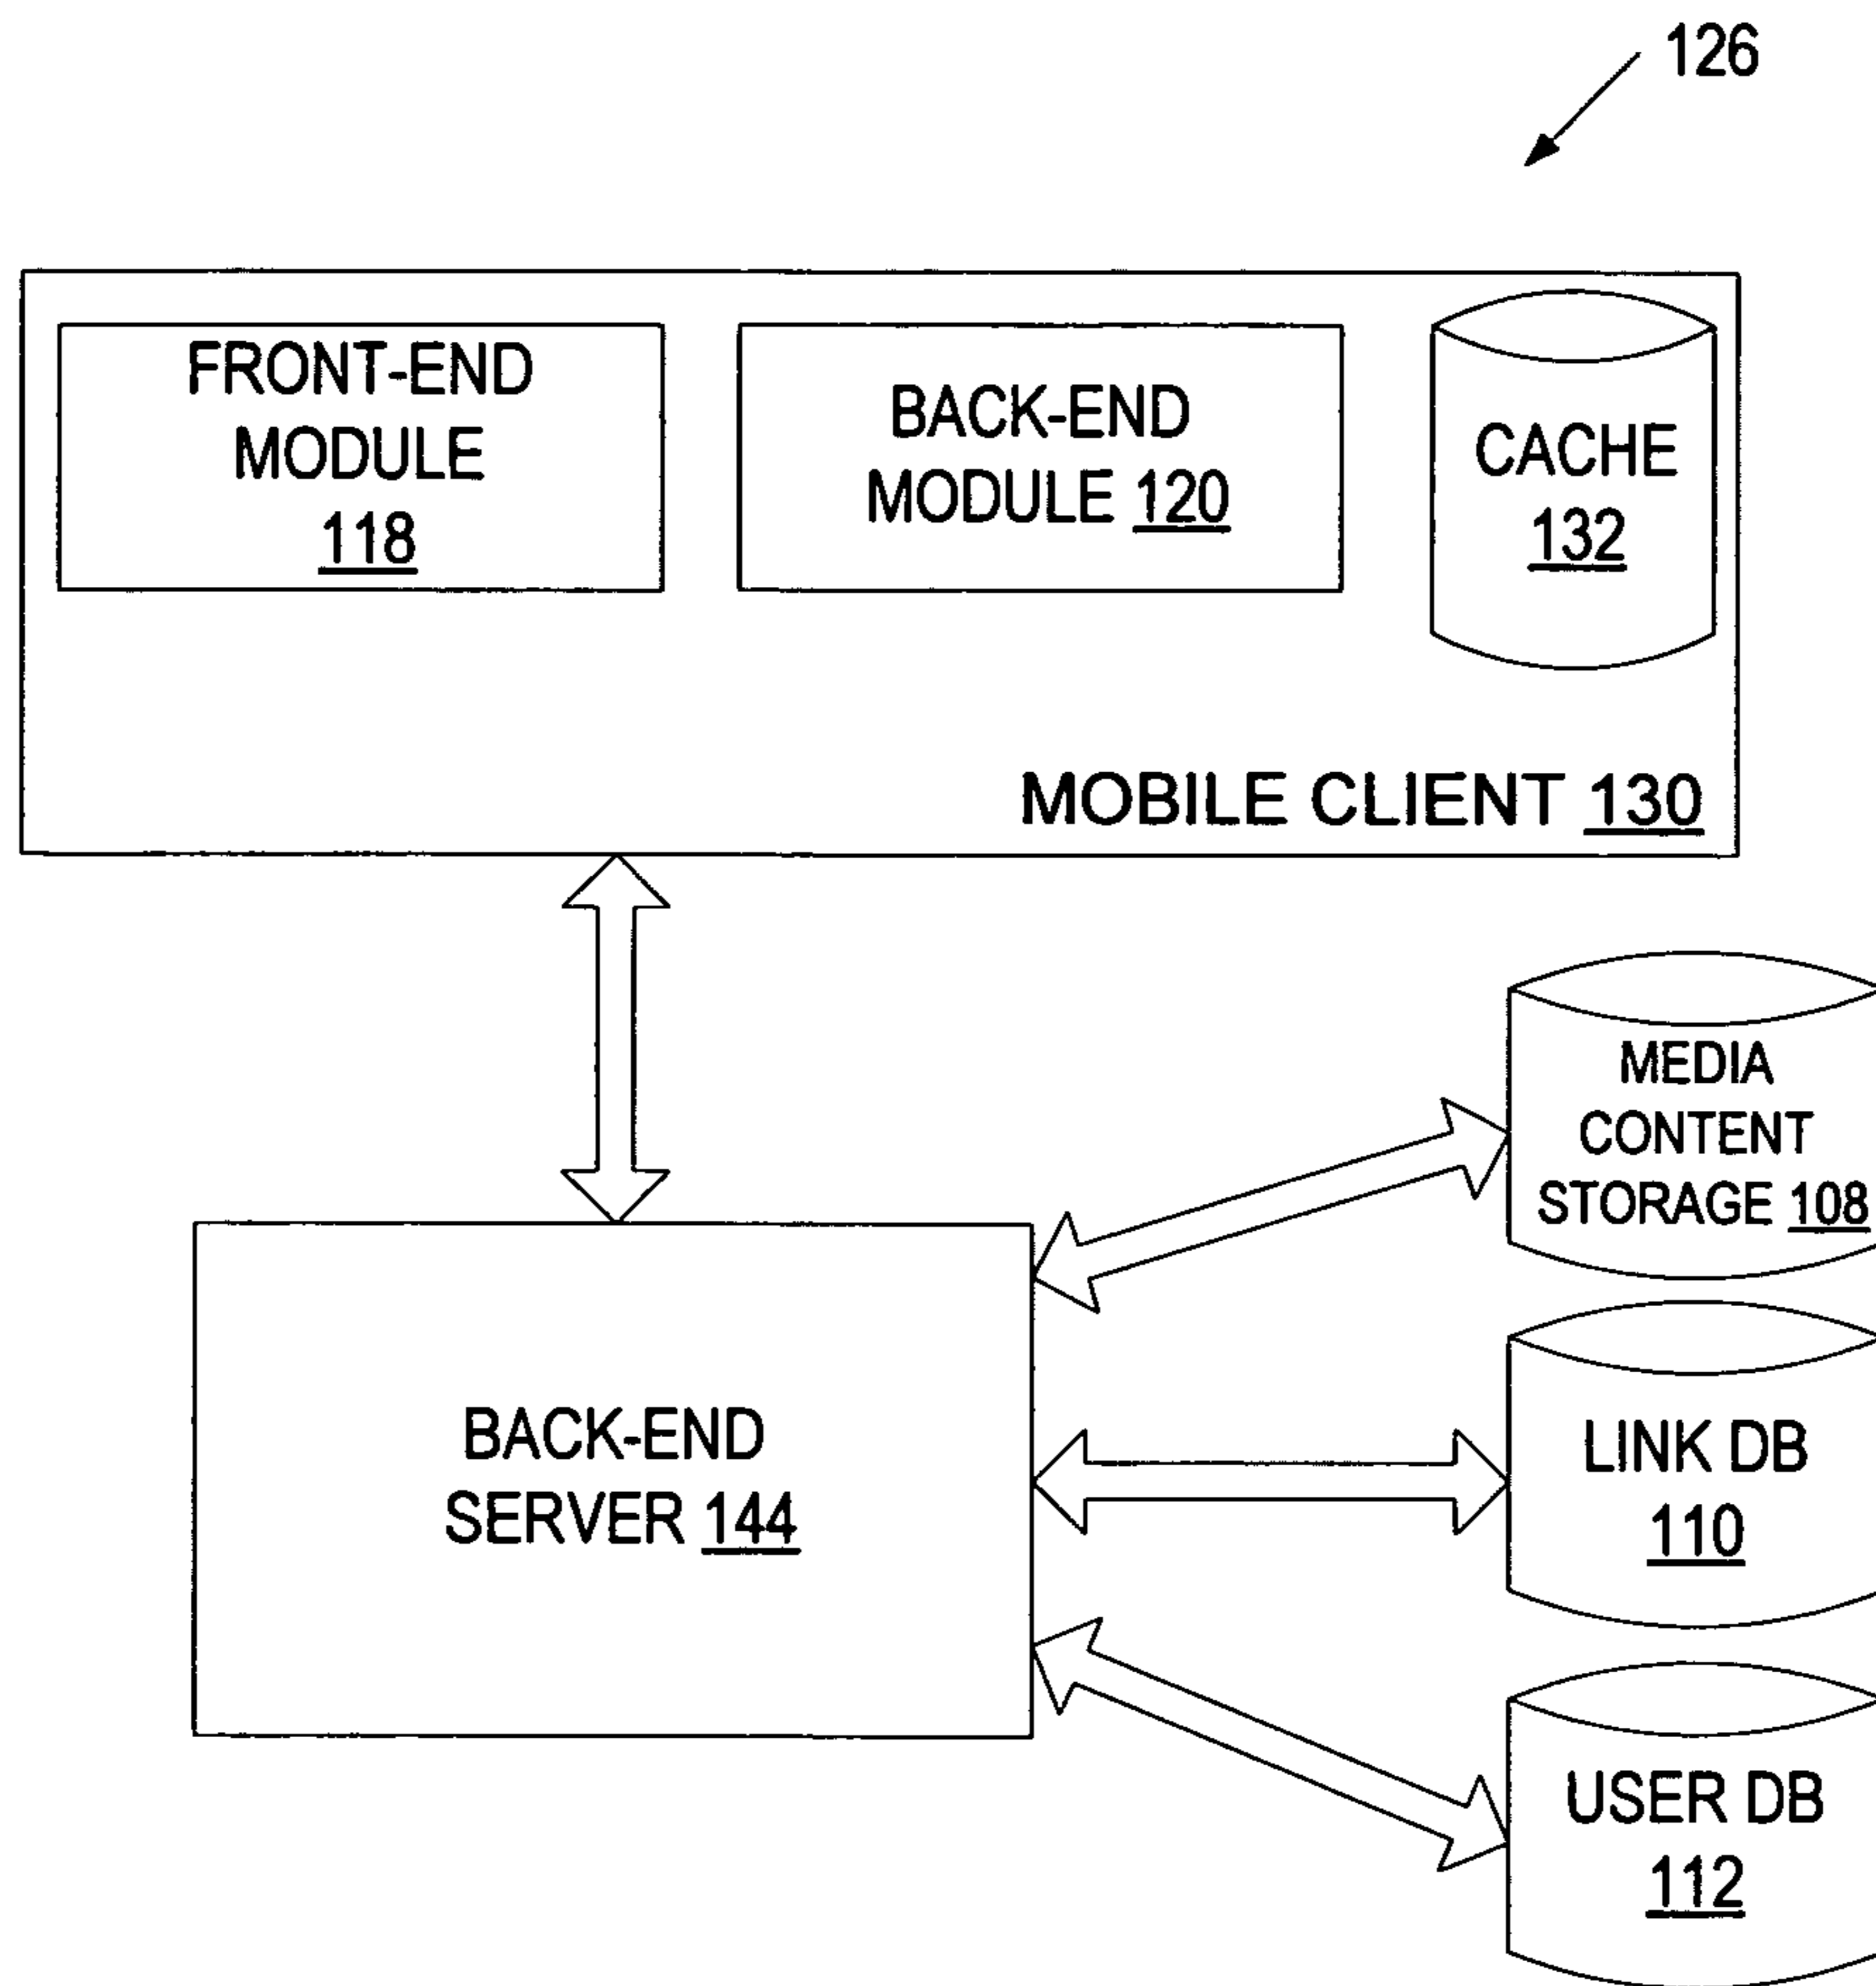 126
FRONT-END
MODULE
118
BACK-END
MODULE 120
CACHE
132
MOBILE CLIENT 130
MEDIA
CONTENT
STORAGE 108
BACK-END
SERVER 144
LINK DB
110
USER DB
112